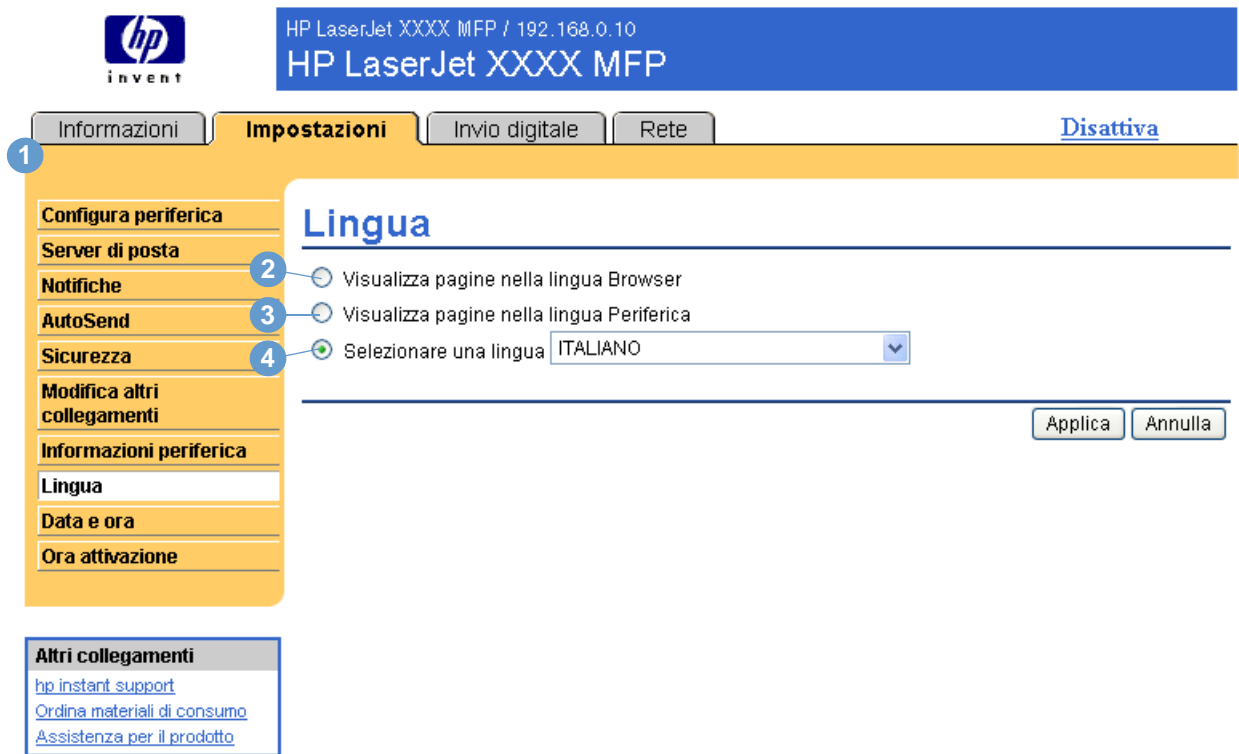 hp
invent
HP LaserJet XXXX MFP / 192.168.0.10
HP LaserJet XXXX MFP
Informazioni
Impostazioni
Invio digitale
Rete
Disattiva
1
Configura periferica
Server di posta
Notifiche
AutoSend
Sicurezza
Modifica altri
collegamenti
Informazioni periferica
Lingua
Data e ora
Ora attivazione
Lingua
2
Visualizza pagine nella lingua Browser
3
Visualizza pagine nella lingua Periferica
4
Selezionare una lingua ITALIANO
Applica
Annulla
Altri collegamenti
hp instant support
Ordina materiali di consumo
Assistenza per il prodotto